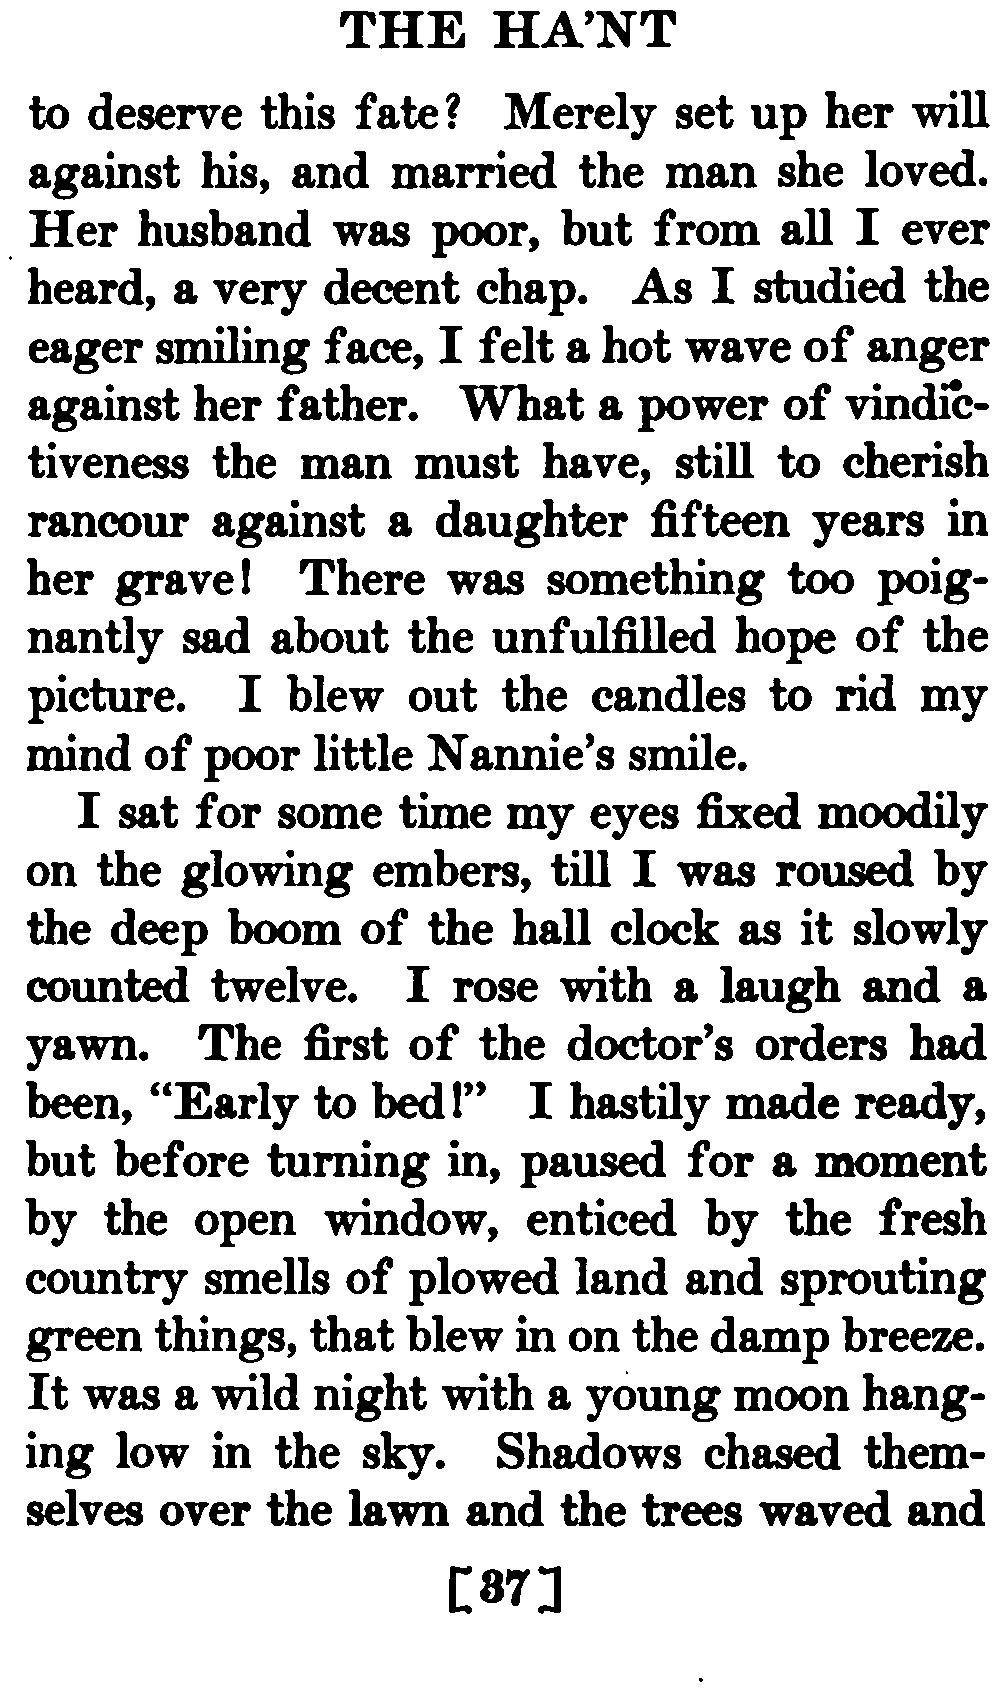 THE HA'NT
to deserve this fate? Merely set up her will
against his, and married the man she loved.
Her husband was poor, but from all I ever
heard, a very decent chap. As I studied the
eager smiling face, I felt a hot wave of anger
against her father. What a power of vindic-
tiveness the man must have, still to cherish
rancour against a daughter fifteen years in
her grave! There was something too poig-
nantly sad about the unfulfilled hope of the
picture. I blew out the candles to rid my
mind of poor little Nannie's smile.
I sat for some time my eyes fixed moodily
on the glowing embers, till I was roused by
the deep boom of the hall clock as it slowly
counted twelve. I rose with a laugh and a
yawn. The first of the doctor's orders had
been, "Early to bed!" I hastily made ready,
but before turning in, paused for a moment
by the open window, enticed by the fresh
country smells of plowed land and sprouting
green things, that blew in on the damp breeze.
It was a wild night with a young moon hang-
ing low in the sky. Shadows chased them-
selves over the lawn and the trees waved and
[37]